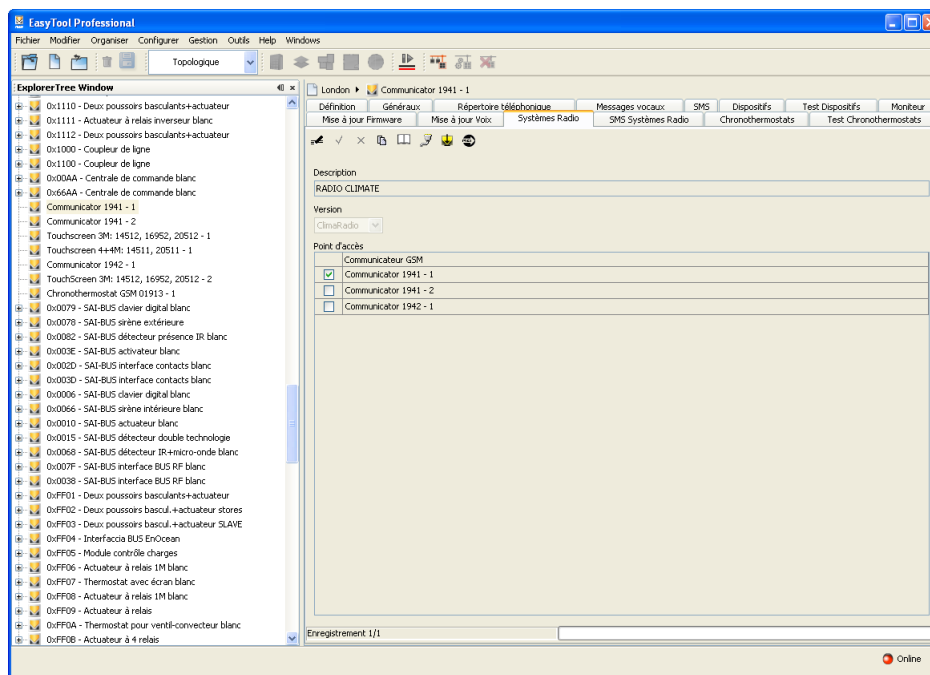 EasyTool Professional
Fichier Modifier Organiser Configurer Gestion Outils Help Windows
Topologique
ExplorerTree Window
0x1110 - Deux poussoirs basculants+actuateur
0x1111 - Actuateur à relais inverseur blanc
0x1112 - Deux poussoirs basculants+actuateur
0x1000 - Coupleur de ligne
0x1100 - Coupleur de ligne
0x00AA - Centrale de commande blanc
0x66AA - Centrale de commande blanc
Communicator 1941 - 1
Communicator 1941 - 2
Touchscreen 3M: 14512, 16952, 20512 - 1
Touchscreen 4+4M: 14511, 20511 - 1
Communicator 1942 - 1
TouchScreen 3M: 14512, 16952, 20512 - 2
Chronothermostat GSM 01913 - 1
0x0079 - SAI-BUS clavier digital blanc
0x0078 - SAI-BUS sirène extérieure
0x0082 - SAI-BUS détecteur présence IR blanc
0x003E - SAI-BUS activateur blanc
0x002D - SAI-BUS interface contacts blanc
0x003D - SAI-BUS interface contacts blanc
0x0006 - SAI-BUS clavier digital blanc
0x0066 - SAI-BUS sirène intérieure blanc
0x0010 - SAI-BUS actuateur blanc
0x0015 - SAI-BUS détecteur double technologie
0x0068 - SAI-BUS détecteur IR+micro-onde blanc
0x007F - SAI-BUS interface BUS RF blanc
0x0038 - SAI-BUS interface BUS RF blanc
0xFF01 - Deux poussoirs basculants+actuateur
0xFF02 - Deux poussoirs bascul.+actuateur stores
0xFF03 - Deux poussoirs bascul.+actuateur SLAVE
0xFF04 - Interfaccia BUS EnOcean
0xFF05 - Module contrôle charges
0xFF06 - Actuateur à relais 1M blanc
0xFF07 - Thermostat avec écran blanc
0xFF08 - Actuateur à relais 1M blanc
0xFF09 - Actuateur à relais
0xFF0A - Thermostat pour ventil-convecteur blanc
0xFF0B - Actuateur à 4 relais
London Communicator 1941 - 1
Définition Généraux Répertoire téléphonique Messages vocaux SMS Dispositifs Test Dispositifs Moniteur
Mise à jour Firmware Mise à jour Voix Systèmes Radio SMS Systèmes Radio Chronothermostats Test Chronothermostats
Description
RADIO CLIMATE
Version
ClimaRadio
Point d'accès
Communicateur GSM
Communicator 1941 - 1
Communicator 1941 - 2
Communicator 1942 - 1
Enregistrement 1/1
Online